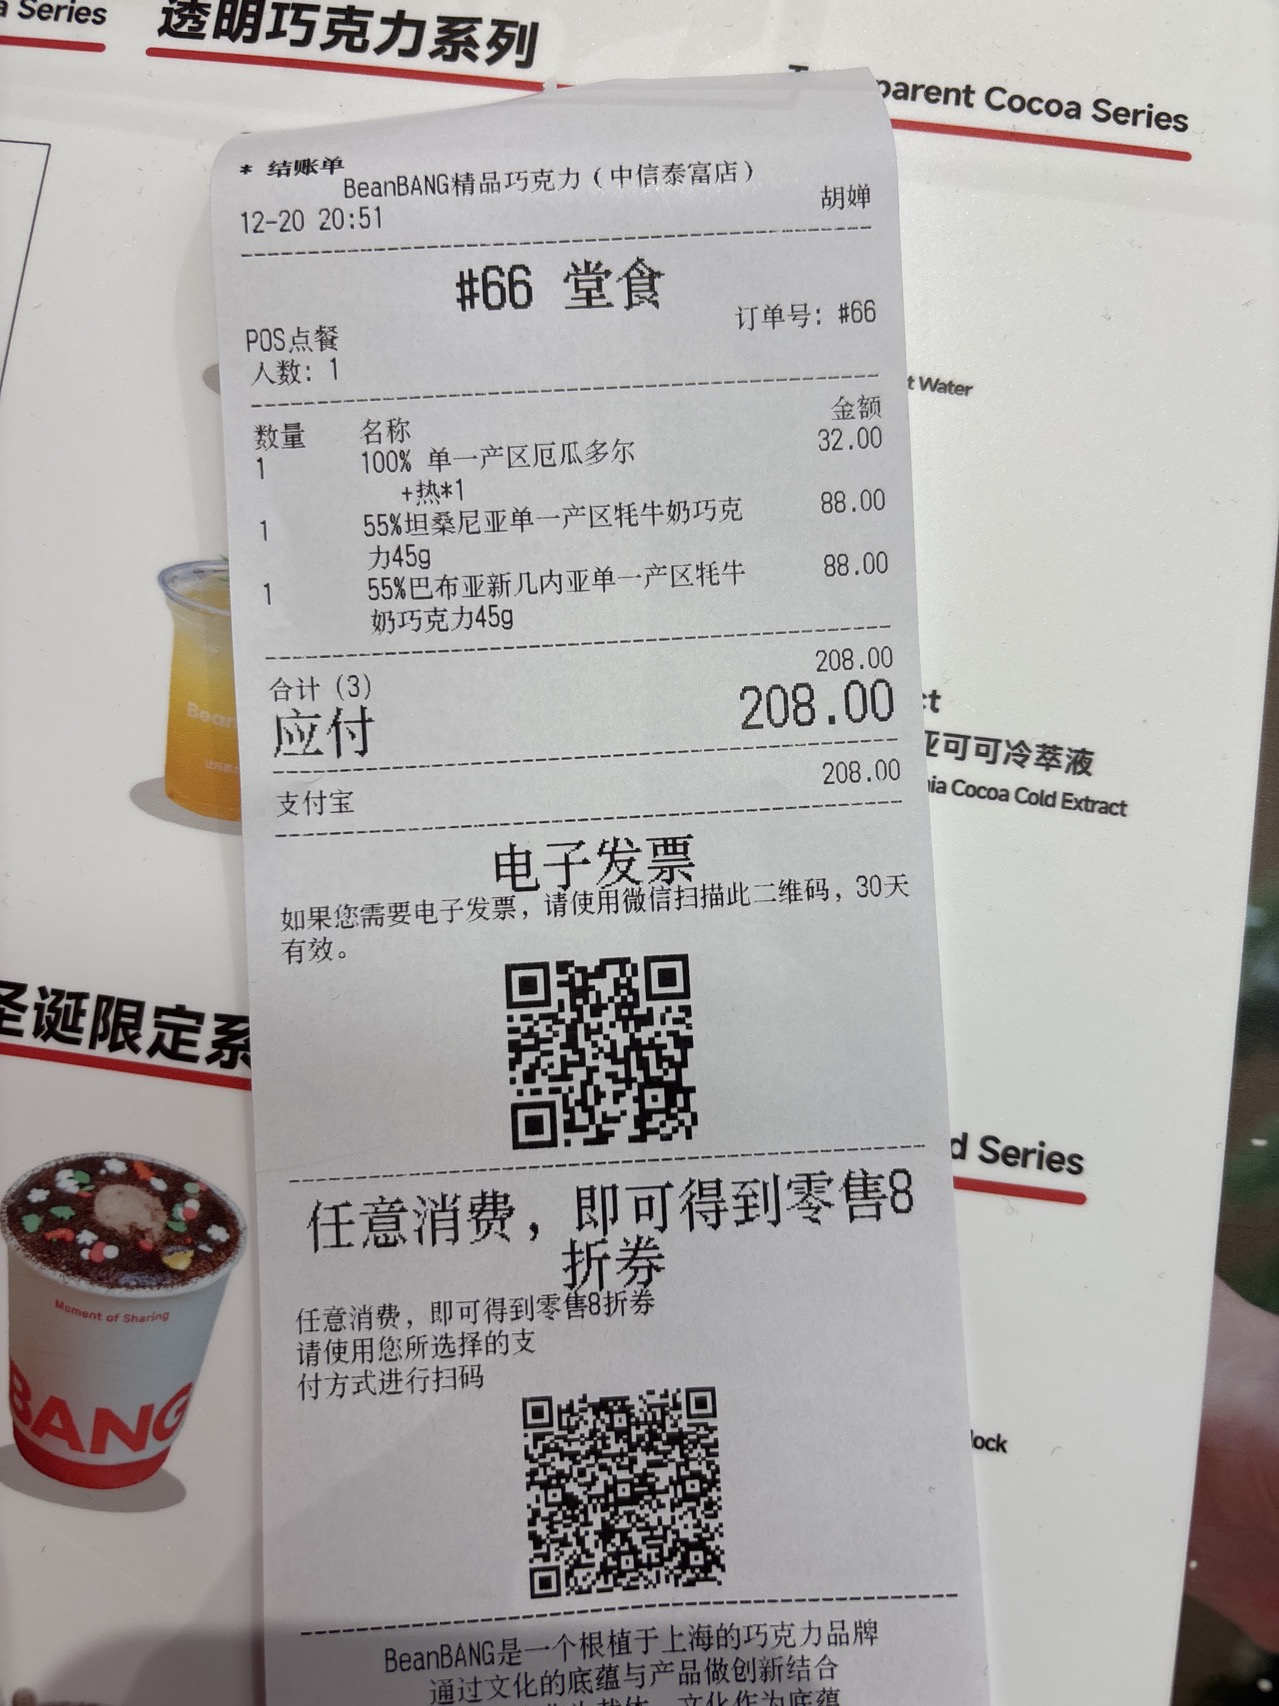 Series
透明巧克力系列
parent Cocoa Series
* 结账单
BeanBANG精品巧克力（中信泰富店）
12-20 20:51
胡婵
#66 堂食
POS点餐
订单号: #66
人数: 1
t Water
数量 名称 金额
1 100% 单一产区厄瓜多尔 32.00
+热*1
1 55%坦桑尼亚单一产区牦牛奶巧克 88.00
力45g
1 55%巴布亚新几内亚单一产区牦牛 88.00
奶巧克力45g
合计 (3) 208.00
应付 208.00
支付宝 208.00
Bean
ct
亚可可冷萃液
nia Cocoa Cold Extract
电子发票
如果您需要电子发票，请使用微信扫描此二维码，30天
有效。
圣诞限定系
d Series
任意消费，即可得到零售8
折券
任意消费，即可得到零售8折券
请使用您所选择的支
付方式进行扫码
Moment of Sharing
BANG
lock
BeanBANG是一个根植于上海的巧克力品牌
通过文化的底蕴与产品做创新结合
文化作为底蕴